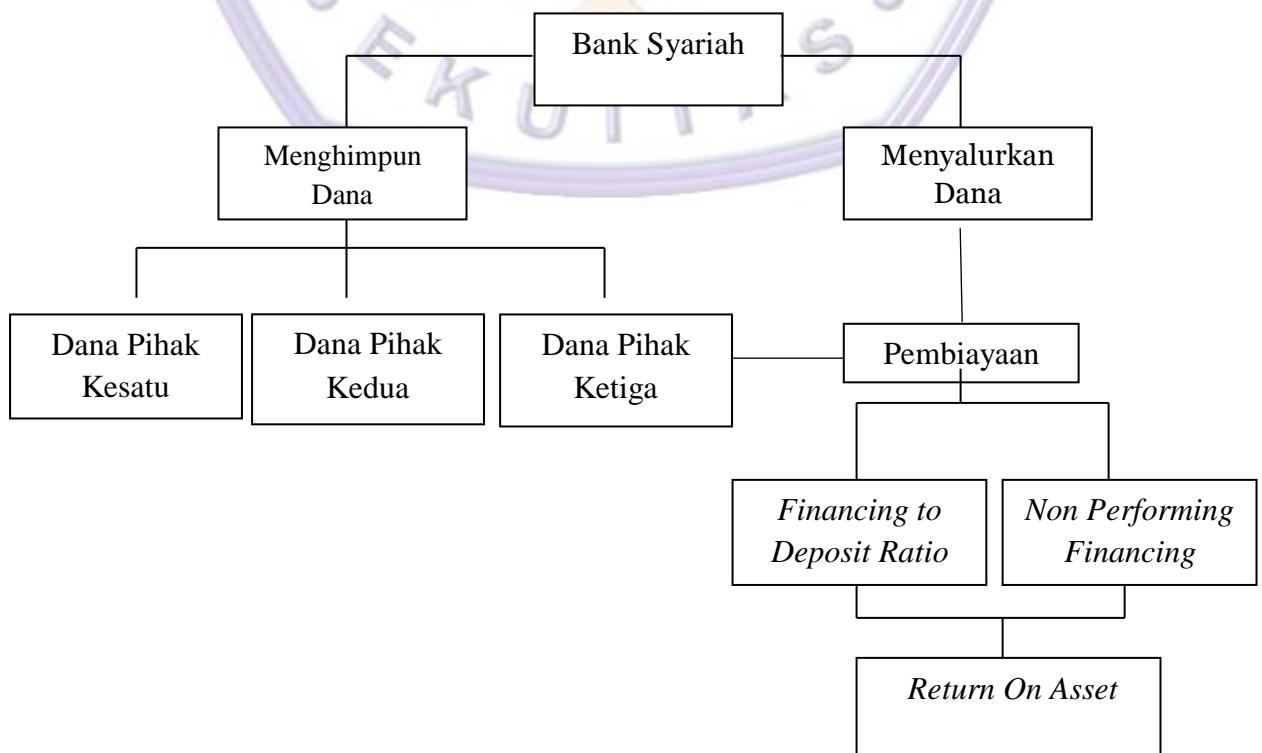 Bank Syariah
Menghimpun
Dana
Menyalurkan
Dana
Dana Pihak
Kesatu
Dana Pihak
Kedua
Dana Pihak
Ketiga
Pembiayaan
Financing to
Deposit Ratio
Non Performing
Financing
Return On Asset